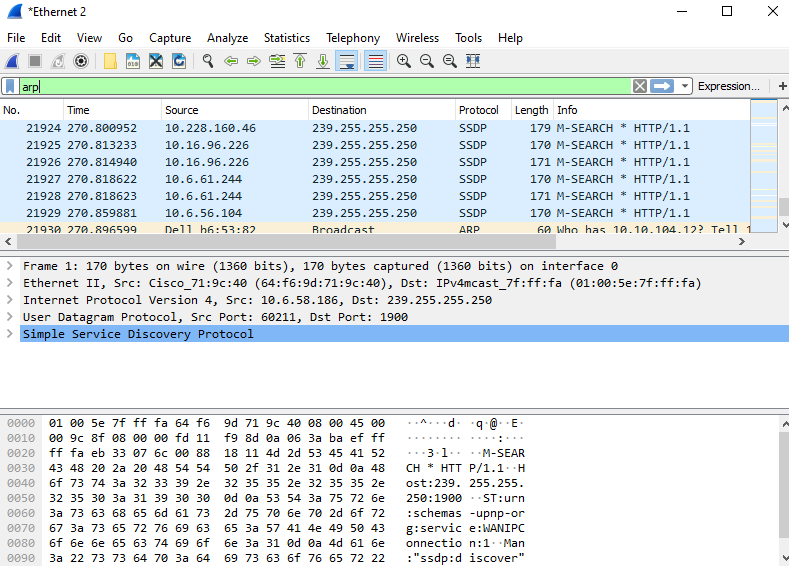 *Ethernet 2
File Edit View Go Capture Analyze Statistics Telephony Wireless Tools Help
arp Expression... +
No. Time Source Destination Protocol Length Info
21924 270.800952 10.228.160.46 239.255.255.250 SSDP 179 M-SEARCH * HTTP/1.1
21925 270.813233 10.16.96.226 239.255.255.250 SSDP 170 M-SEARCH * HTTP/1.1
21926 270.814940 10.16.96.226 239.255.255.250 SSDP 171 M-SEARCH * HTTP/1.1
21927 270.818622 10.6.61.244 239.255.255.250 SSDP 170 M-SEARCH * HTTP/1.1
21928 270.818623 10.6.61.244 239.255.255.250 SSDP 171 M-SEARCH * HTTP/1.1
21929 270.859881 10.6.56.104 239.255.255.250 SSDP 170 M-SEARCH * HTTP/1.1
21930 270.896599 Dell b6:53:82 Broadcast ARP 60 Who has 10.10.104.12? Tell 1
Frame 1: 170 bytes on wire (1360 bits), 170 bytes captured (1360 bits) on interface 0
Ethernet II, Src: Cisco_71:9c:40 (64:f6:9d:71:9c:40), Dst: IPv4mcast_7f:ff:fa (01:00:5e:7f:ff:fa)
Internet Protocol Version 4, Src: 10.6.58.186, Dst: 239.255.255.250
User Datagram Protocol, Src Port: 60211, Dst Port: 1900
Simple Service Discovery Protocol
0000 01 00 5e 7f ff fa 64 f6 9d 71 9c 40 08 00 45 00 ··^···d· ·q·@··E·
0010 00 9c 8f 08 00 00 fd 11 f9 8d 0a 06 3a ba ef ff ········ ····:···
0020 ff fa eb 33 07 6c 00 88 18 11 4d 2d 53 45 41 52 ···3·l·· ··M-SEAR
0030 43 48 20 2a 20 48 54 54 50 2f 31 2e 31 0d 0a 48 CH * HTT P/1.1··H
0040 6f 73 74 3a 32 33 39 2e 32 35 35 2e 32 35 35 2e ost:239. 255.255.
0050 32 35 30 3a 31 39 30 30 0d 0a 53 54 3a 75 72 6e 250:1900 ··ST:urn
0060 3a 73 63 68 65 6d 61 73 2d 75 70 6e 70 2d 6f 72 :schemas -upnp-or
0070 67 3a 73 65 72 76 69 63 65 3a 57 41 4e 49 50 43 g:servic e:WANIPC
0080 6f 6e 6e 65 63 74 69 6f 6e 3a 31 0d 0a 4d 61 6e onnectio n:1··Man
0090 3a 22 73 73 64 70 3a 64 69 73 63 6f 76 65 72 22 :"ssdp:d iscover"